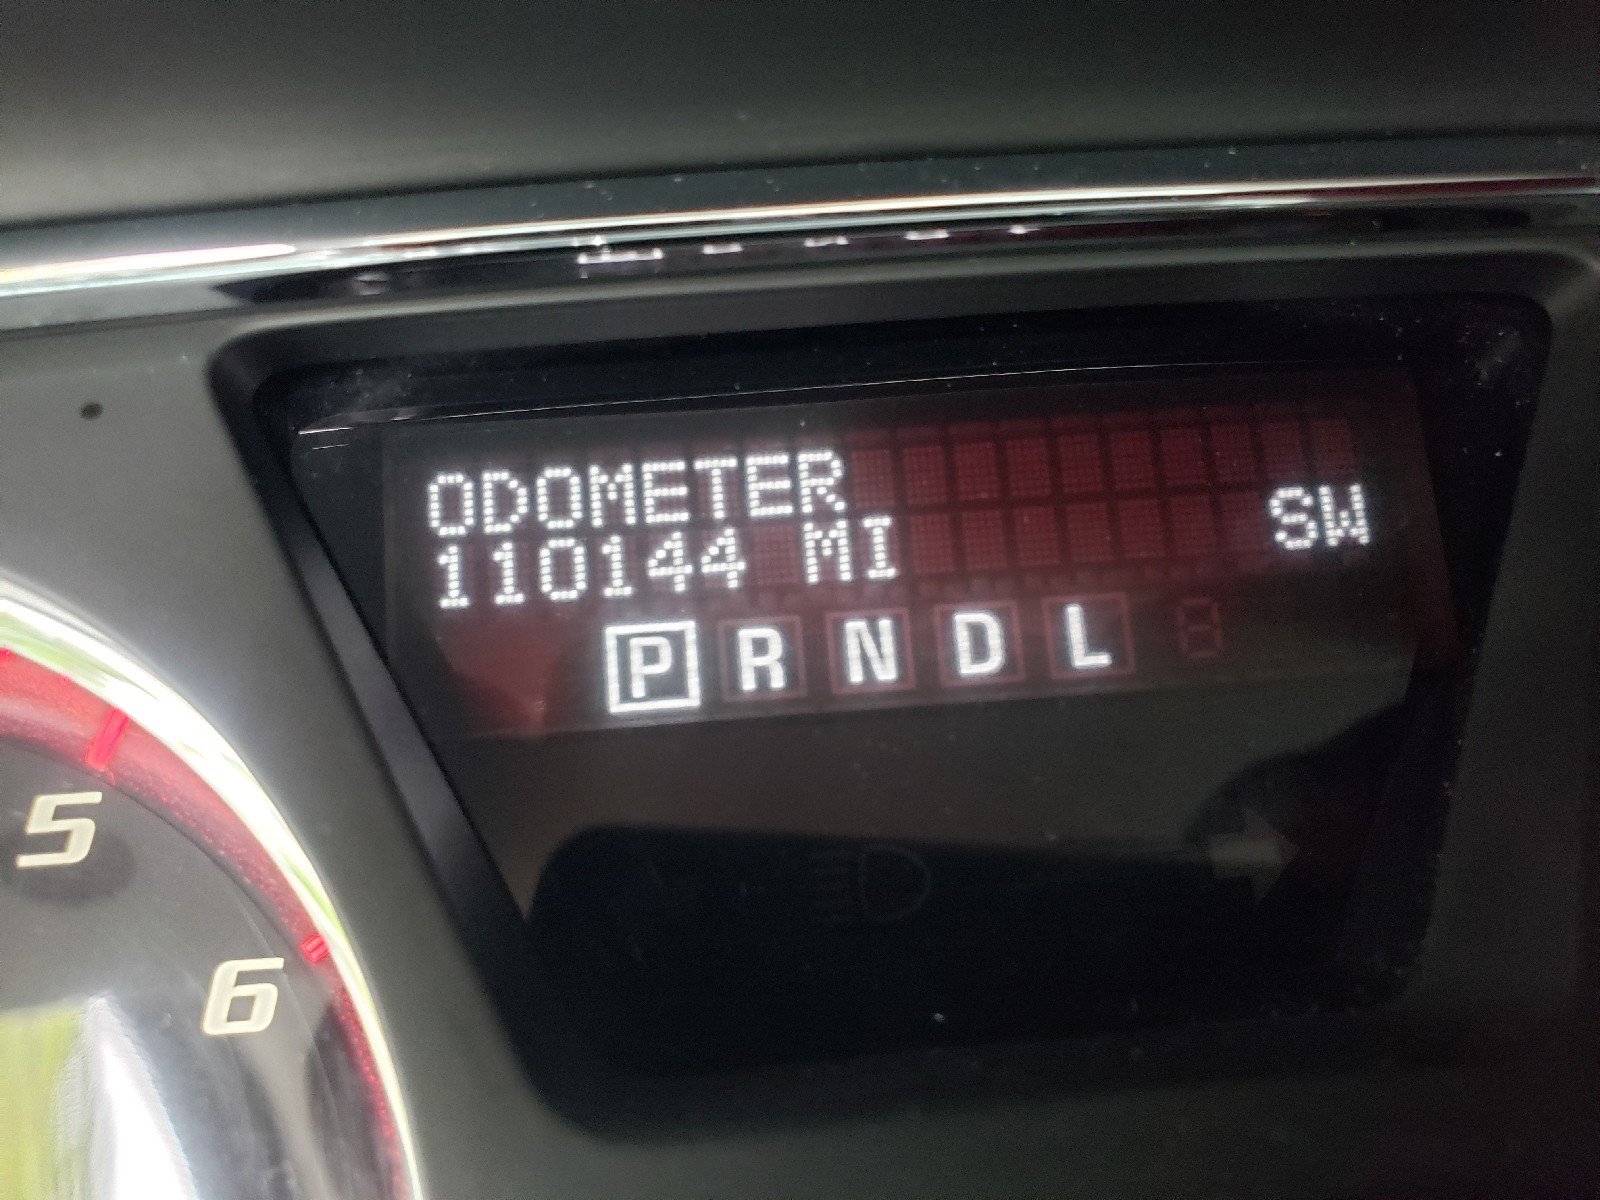 ODOMETER
110144 MI SW
P R N D L
5
6